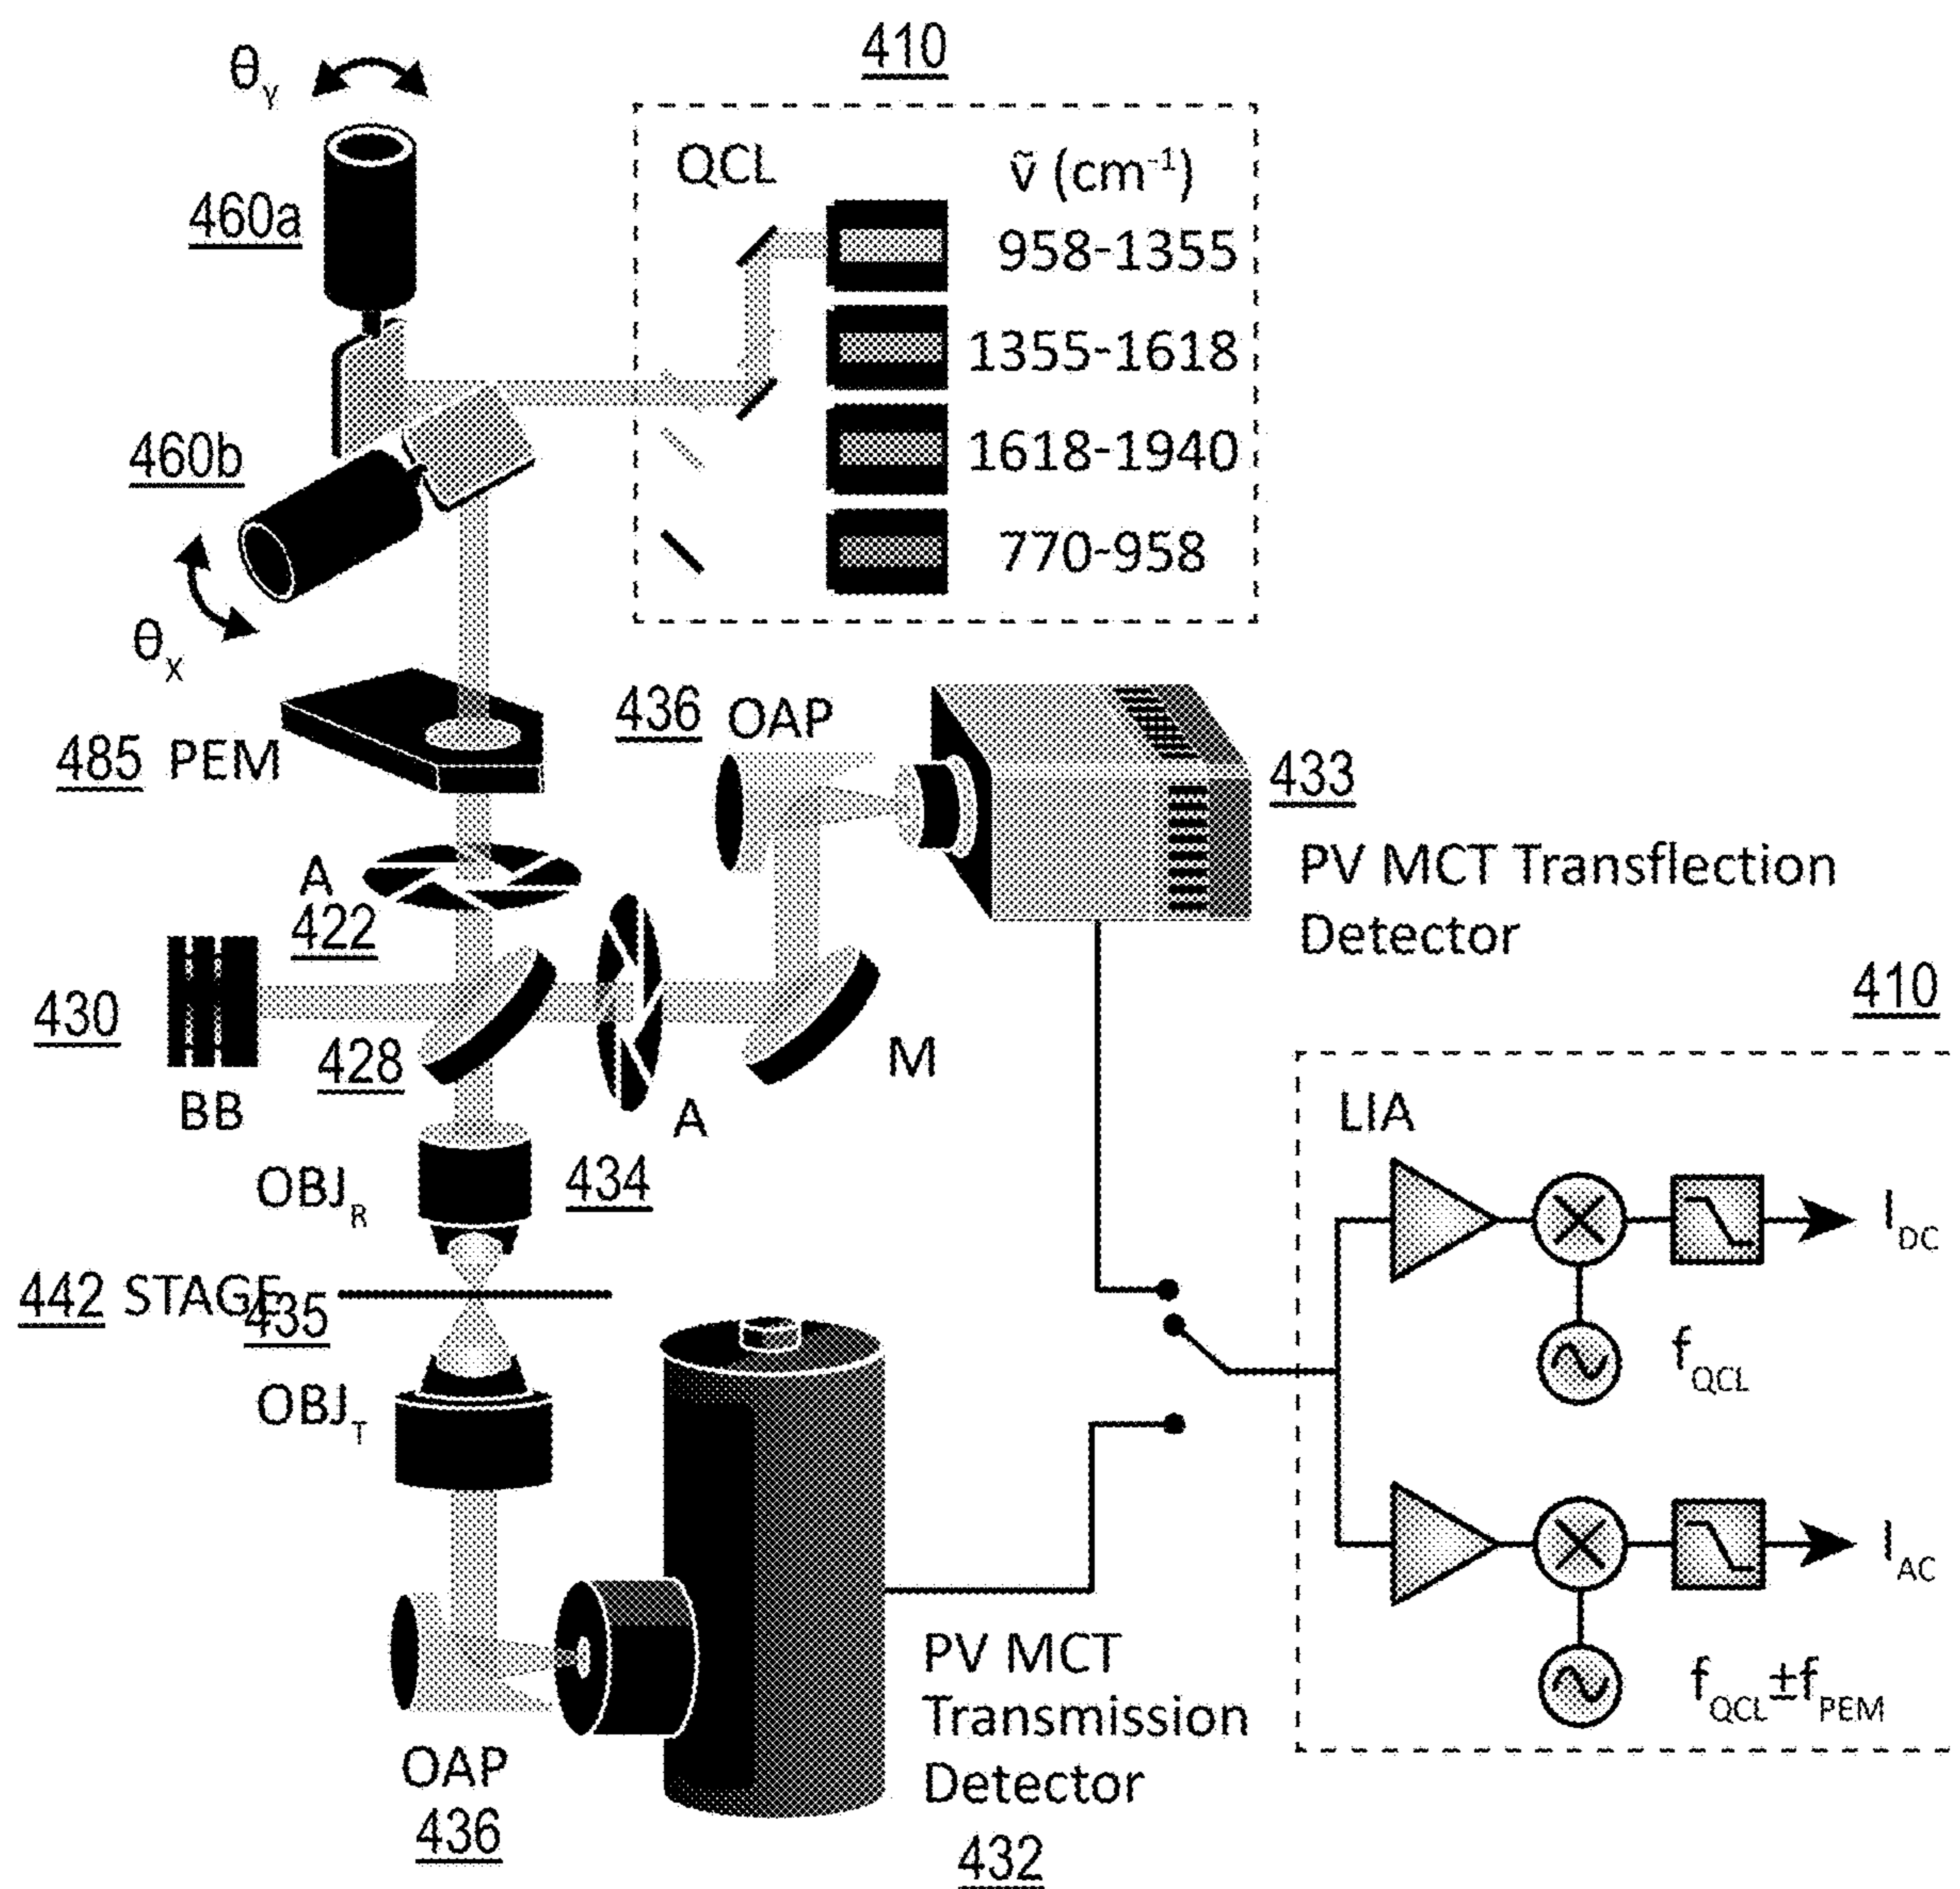 410
θY
QCL
ṽ (cm⁻¹)
460a
958-1355
1355-1618
460b
1618-1940
770-958
θX
436 OAP
485 PEM
433
A
422
PV MCT Transflection
Detector
430
428
410
M
BB
A
LIA
OBJR
434
IDC
442 STAGE
435
fQCL
OBJT
IAC
PV MCT
Transmission
Detector
432
fQCL±fPEM
OAP
436